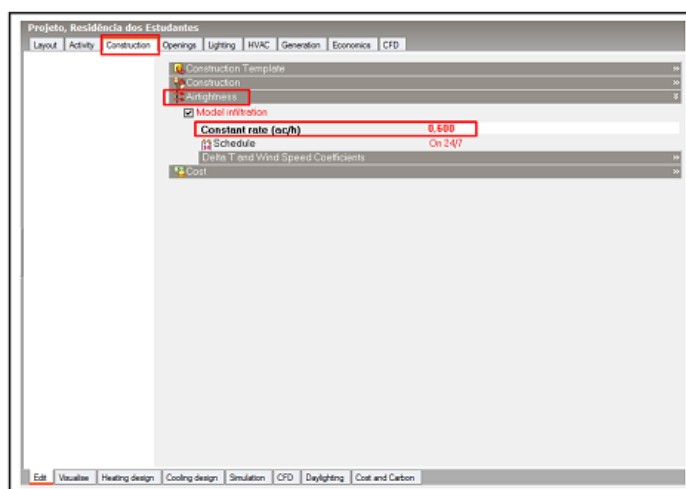 Projeto, Residência dos Estudantes
Layout Activity Construction Openings Lighting HVAC Generation Economics CFD
Construction Template
Construction
Airtightness
Model infiltration
Constant rate (ac/h) 0,600
Schedule On 24/7
Delta T and Wind Speed Coefficients
Cost
Edit Visualise Heating design Cooling design Simulation CFD Daylighting Cost and Carbon